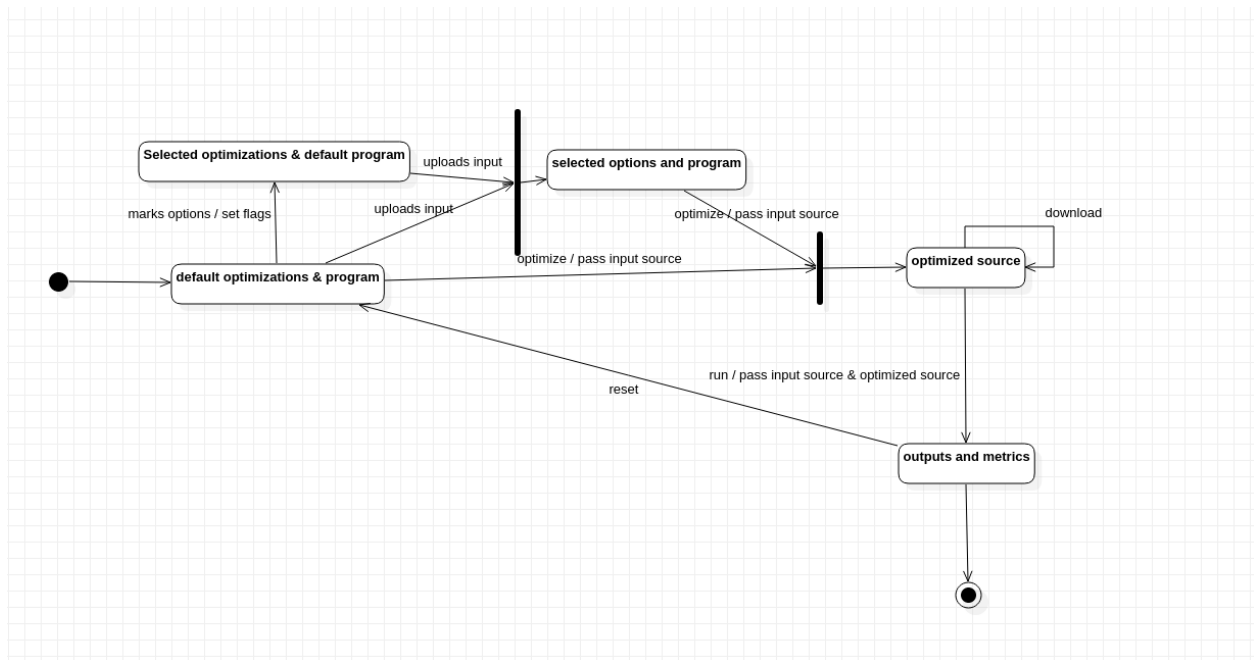 Selected optimizations & default program
uploads input
selected options and program
marks options / set flags
uploads input
optimize / pass input source
download
optimize / pass input source
optimized source
default optimizations & program
run / pass input source & optimized source
reset
outputs and metrics